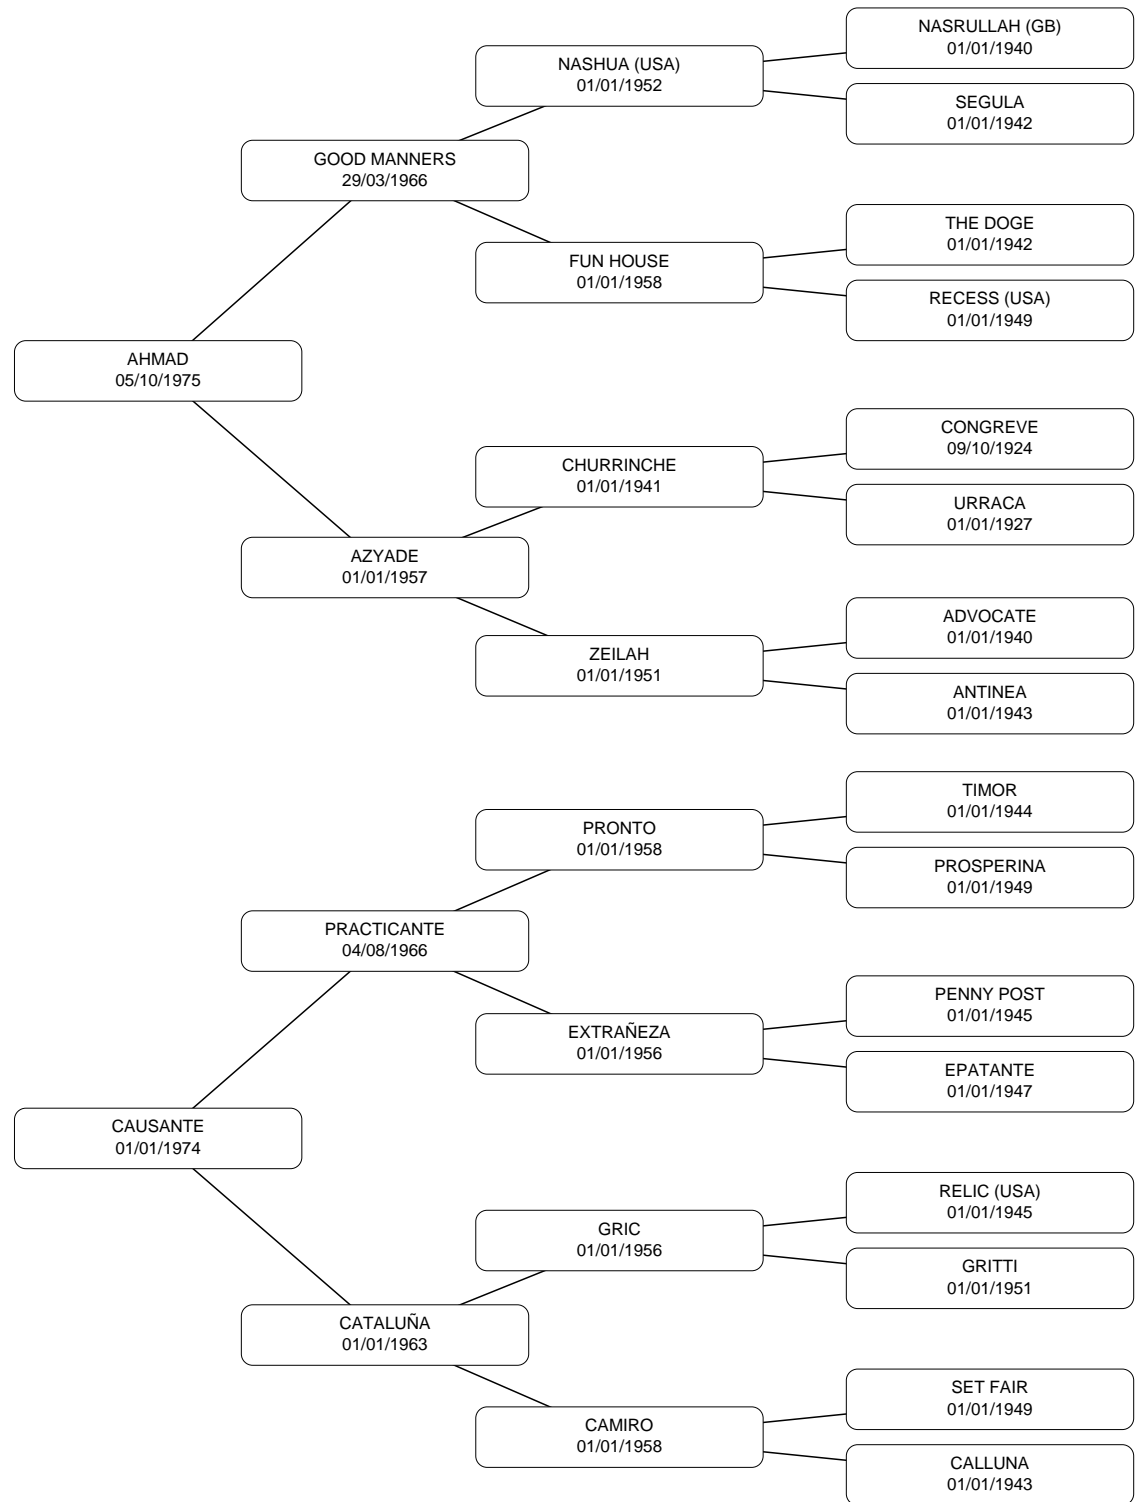 NASRULLAH (GB)
01/01/1940
NASHUA (USA)
01/01/1952
SEGULA
01/01/1942
GOOD MANNERS
29/03/1966
THE DOGE
01/01/1942
FUN HOUSE
01/01/1958
RECESS (USA)
01/01/1949
AHMAD
05/10/1975
CONGREVE
09/10/1924
CHURRINCHE
01/01/1941
URRACA
01/01/1927
AZYADE
01/01/1957
ADVOCATE
01/01/1940
ZEILAH
01/01/1951
ANTINEA
01/01/1943
TIMOR
01/01/1944
PRONTO
01/01/1958
PROSPERINA
01/01/1949
PRACTICANTE
04/08/1966
PENNY POST
01/01/1945
EXTRAÑEZA
01/01/1956
EPATANTE
01/01/1947
CAUSANTE
01/01/1974
RELIC (USA)
01/01/1945
GRIC
01/01/1956
GRITTI
01/01/1951
CATALUÑA
01/01/1963
SET FAIR
01/01/1949
CAMIRO
01/01/1958
CALLUNA
01/01/1943